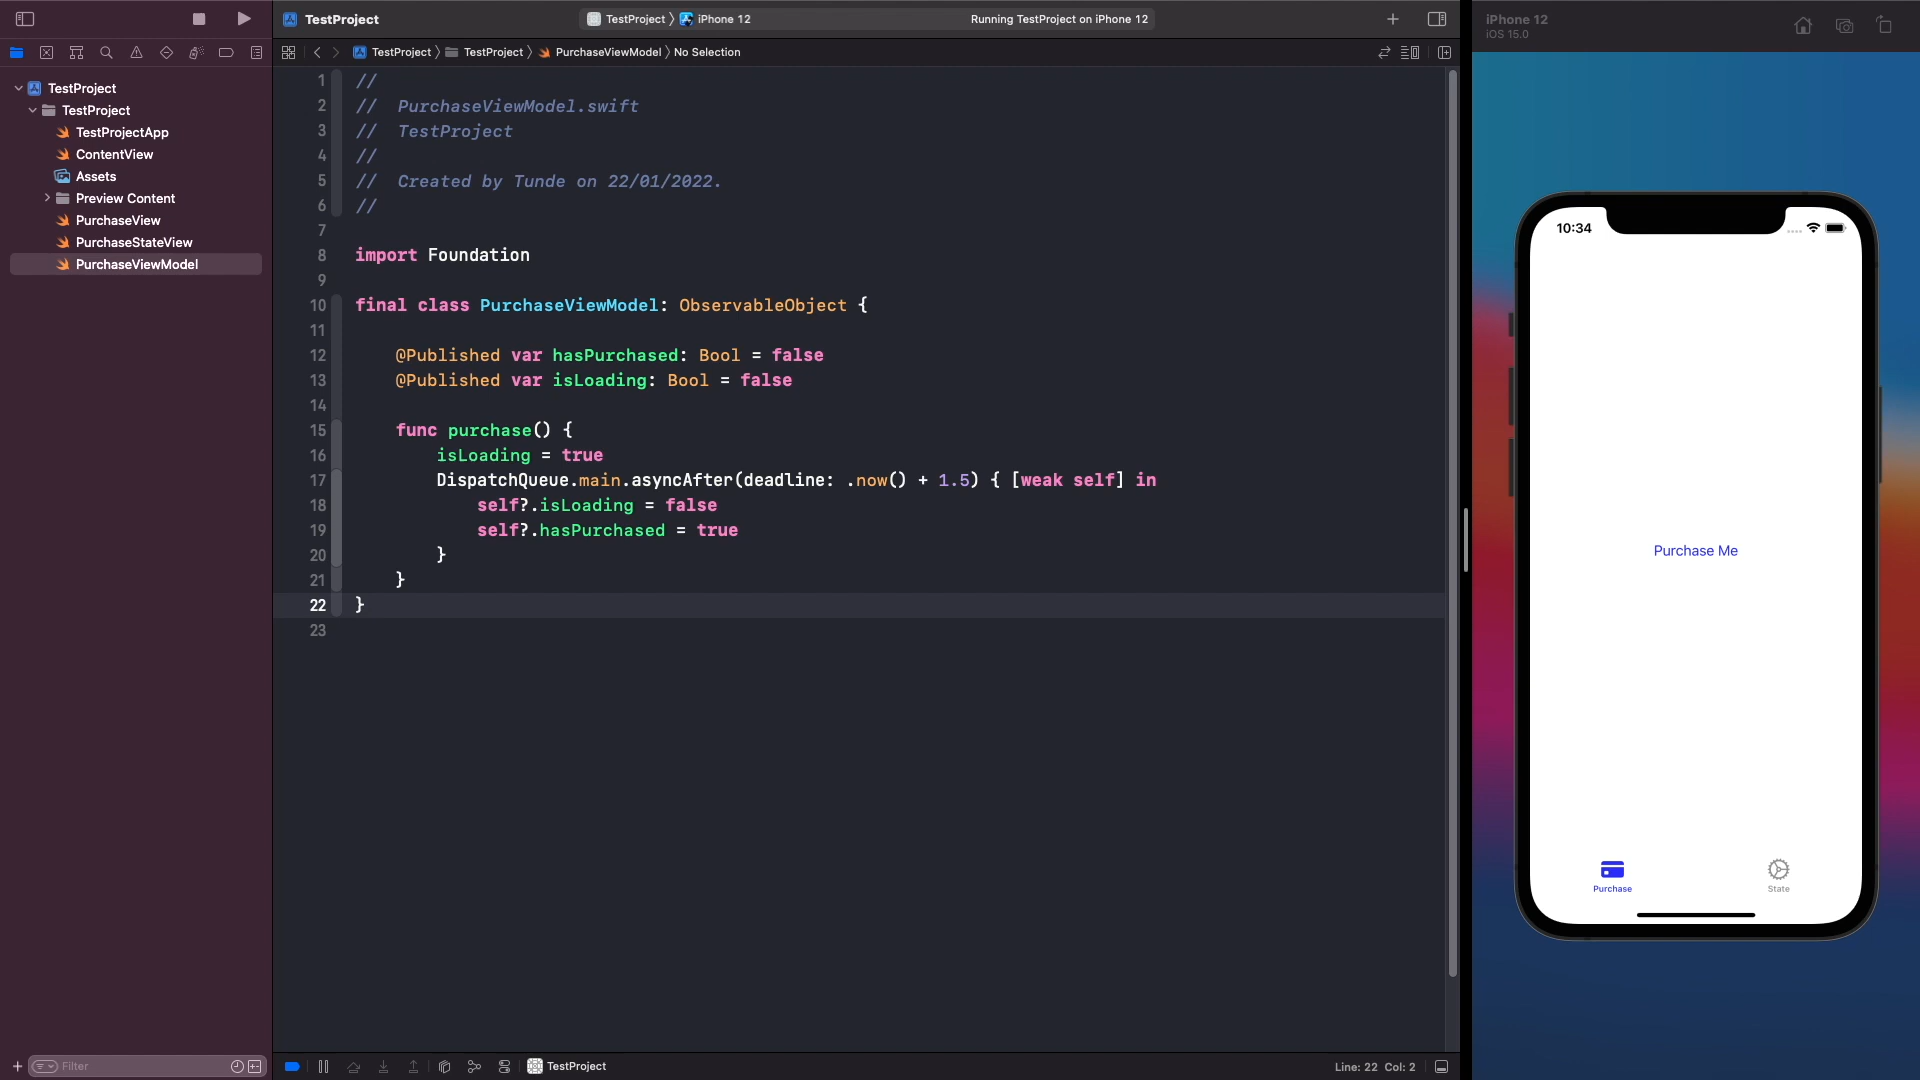 TestProject
TestProject
TestProjectApp
ContentView
Assets
Preview Content
PurchaseView
PurchaseStateView
PurchaseViewModel
Filter
TestProject
TestProject 〉 iPhone 12
Running TestProject on iPhone 12
TestProject 〉 TestProject 〉 PurchaseViewModel 〉 No Selection
1 //
2 //  PurchaseViewModel.swift
3 //  TestProject
4 //
5 //  Created by Tunde on 22/01/2022.
6 //
7
8 import Foundation
9
10 final class PurchaseViewModel: ObservableObject {
11
12     @Published var hasPurchased: Bool = false
13     @Published var isLoading: Bool = false
14
15     func purchase() {
16         isLoading = true
17         DispatchQueue.main.asyncAfter(deadline: .now() + 1.5) { [weak self] in
18             self?.isLoading = false
19             self?.hasPurchased = true
20         }
21     }
22 }
23
TestProject
Line: 22 Col: 2
iPhone 12
iOS 15.0
10:34
Purchase Me
Purchase
State